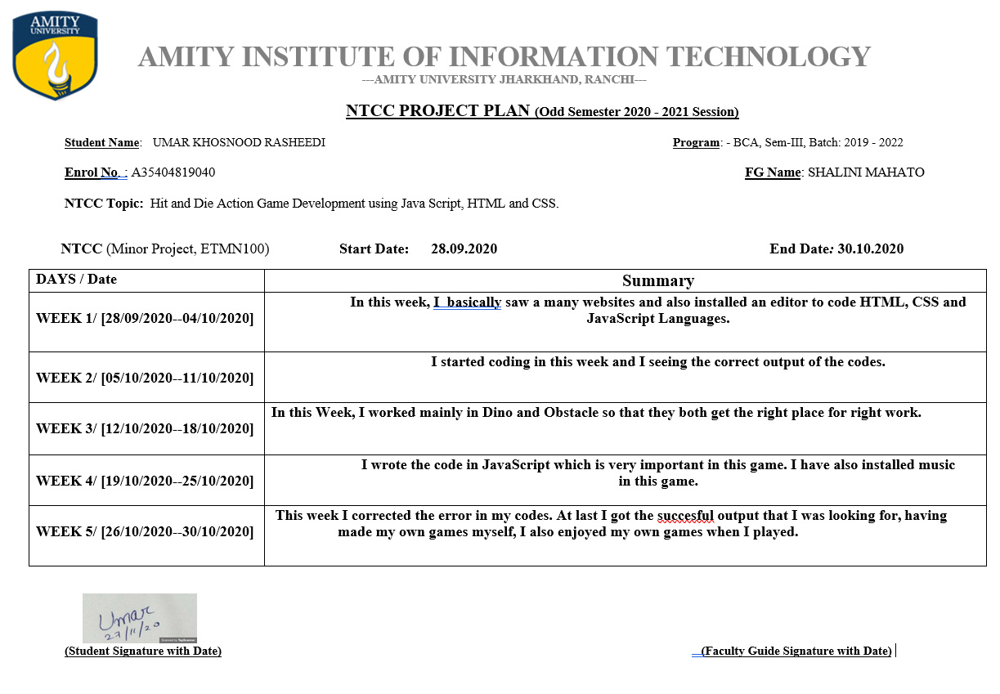 AMITY
UNIVERSITY
AMITY INSTITUTE OF INFORMATION TECHNOLOGY
---AMITY UNIVERSITY JHARKHAND, RANCHI---
NTCC PROJECT PLAN (Odd Semester 2020 - 2021 Session)
Student Name: UMAR KHOSNOOD RASHEEDI
Program: - BCA, Sem-III, Batch: 2019 - 2022
Enrol No. : A35404819040
FG Name: SHALINI MAHATO
NTCC Topic: Hit and Die Action Game Development using Java Script, HTML and CSS.
NTCC (Minor Project, ETMN100) Start Date: 28.09.2020 End Date: 30.10.2020
DAYS / Date
Summary
WEEK 1/ [28/09/2020--04/10/2020]
In this week, I basically saw a many websites and also installed an editor to code HTML, CSS and
JavaScript Languages.
WEEK 2/ [05/10/2020--11/10/2020]
I started coding in this week and I seeing the correct output of the codes.
WEEK 3/ [12/10/2020--18/10/2020]
In this Week, I worked mainly in Dino and Obstacle so that they both get the right place for right work.
WEEK 4/ [19/10/2020--25/10/2020]
I wrote the code in JavaScript which is very important in this game. I have also installed music
in this game.
WEEK 5/ [26/10/2020--30/10/2020]
This week I corrected the error in my codes. At last I got the succesful output that I was looking for, having
made my own games myself, I also enjoyed my own games when I played.
Umar
27/11/20
(Student Signature with Date)
(Faculty Guide Signature with Date)